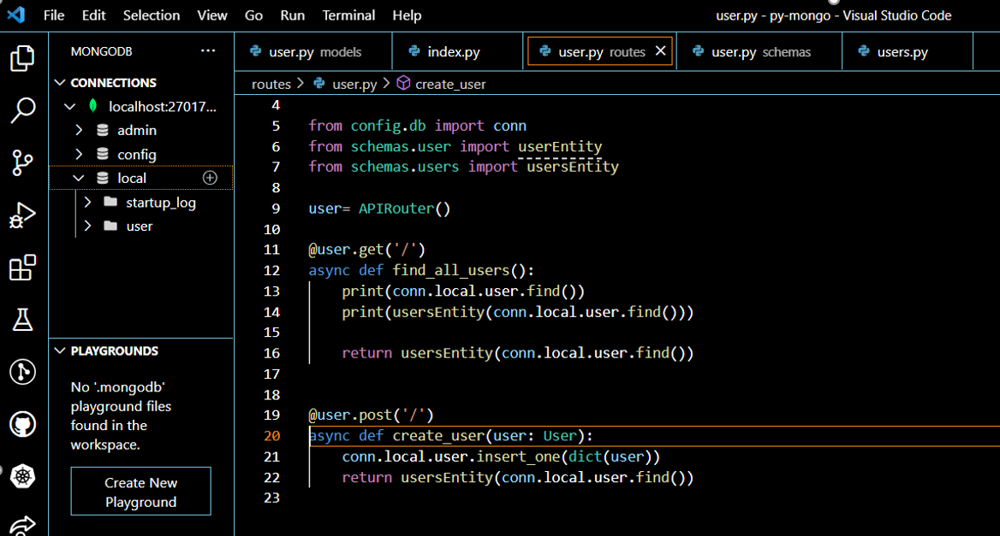 File Edit Selection View Go Run Terminal Help user.py - py-mongo - Visual Studio Code
MONGODB ...
CONNECTIONS
localhost:27017...
admin
config
local
startup_log
user
PLAYGROUNDS
No '.mongodb'
playground files
found in the
workspace.
Create New
Playground
user.py models index.py user.py routes user.py schemas users.py
routes > user.py > create_user
4
5 from config.db import conn
6 from schemas.user import userEntity
7 from schemas.users import usersEntity
8
9 user= APIRouter()
10
11 @user.get('/')
12 async def find_all_users():
13 print(conn.local.user.find())
14 print(usersEntity(conn.local.user.find()))
15
16 return usersEntity(conn.local.user.find())
17
18
19 @user.post('/')
20 async def create_user(user: User):
21 conn.local.user.insert_one(dict(user))
22 return usersEntity(conn.local.user.find())
23